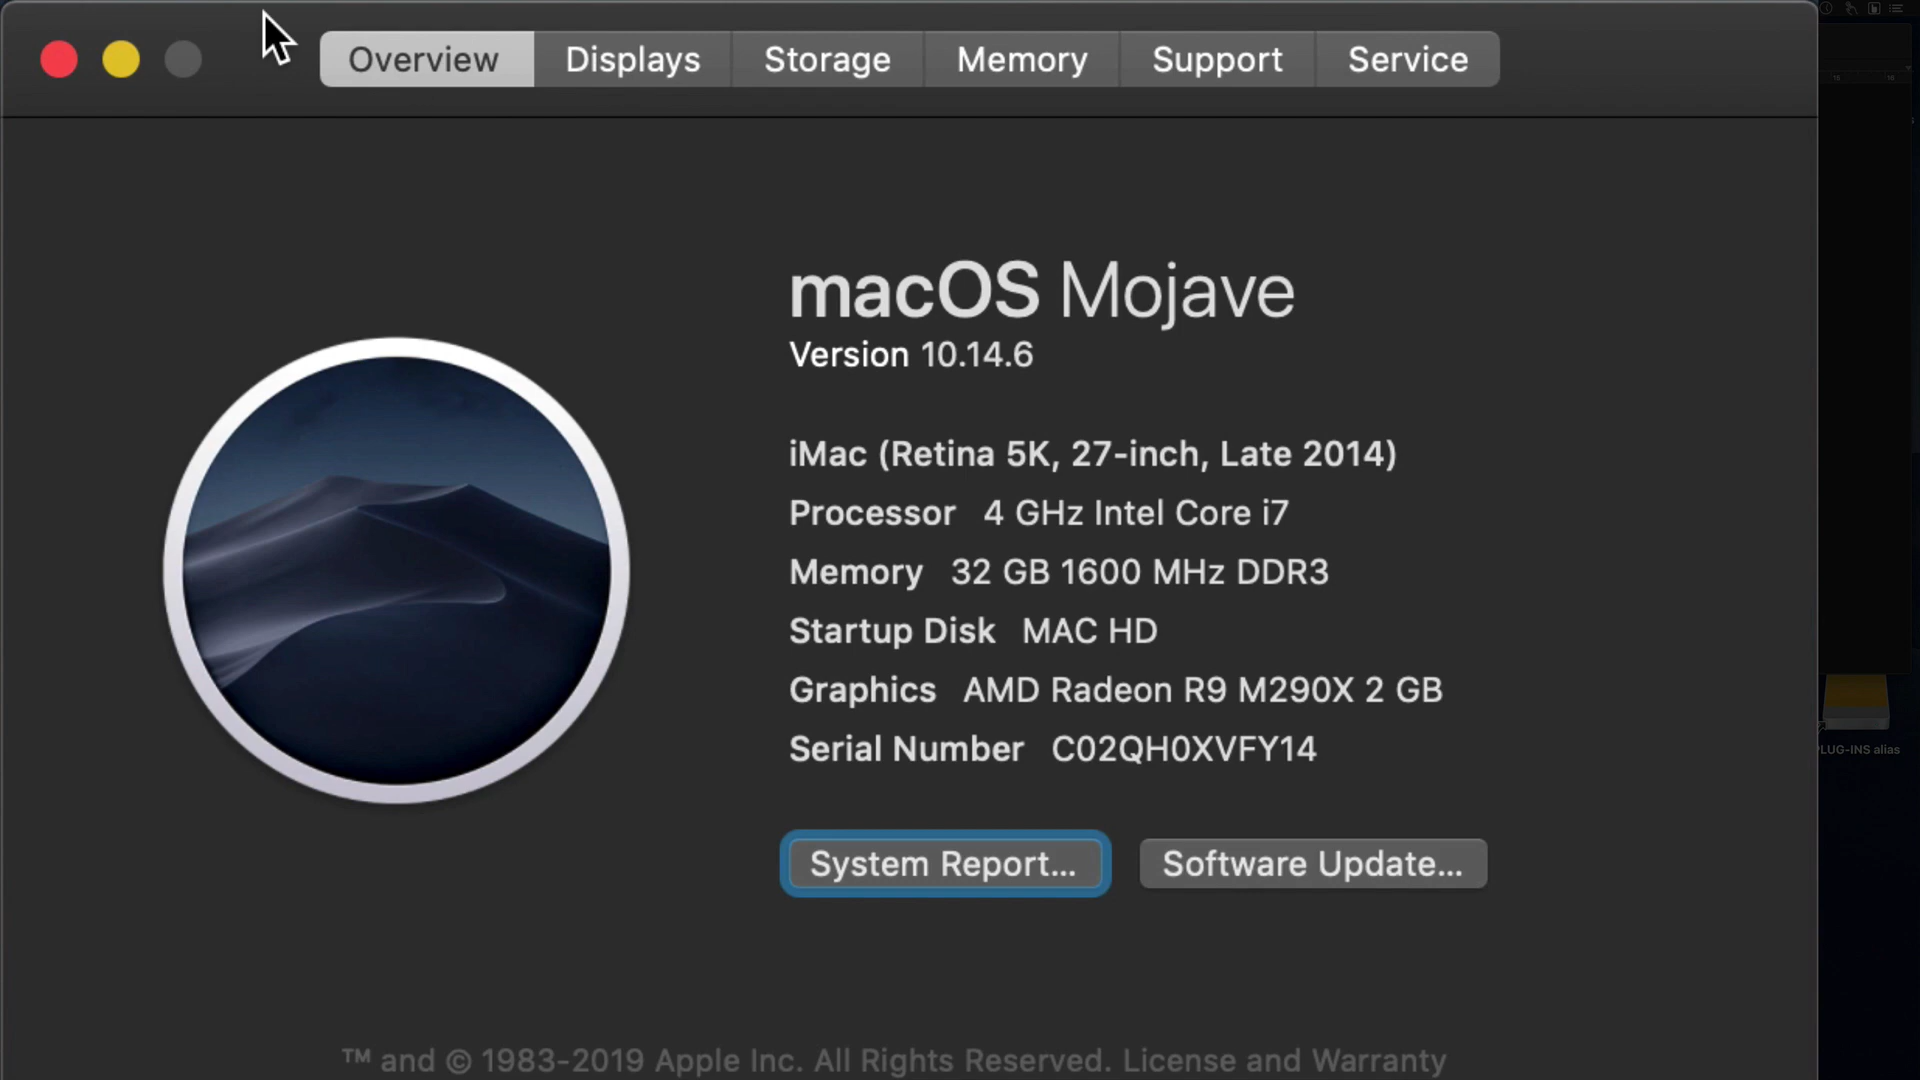 Overview Displays Storage Memory Support Service
macOS Mojave
Version 10.14.6
iMac (Retina 5K, 27-inch, Late 2014)
Processor 4 GHz Intel Core i7
Memory 32 GB 1600 MHz DDR3
Startup Disk MAC HD
Graphics AMD Radeon R9 M290X 2 GB
Serial Number C02QH0XVFY14
LUG-INS alias
System Report... Software Update...
™ and © 1983-2019 Apple Inc. All Rights Reserved. License and Warranty